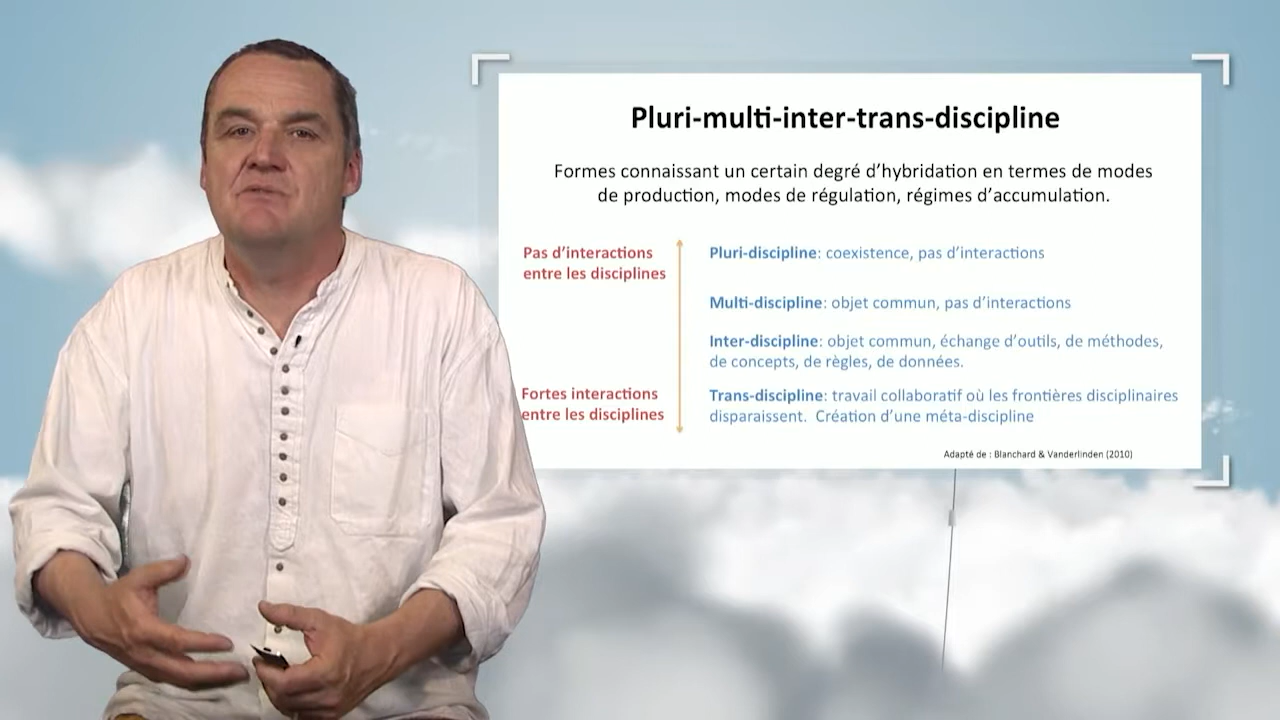 Pluri-multi-inter-trans-discipline
Formes connaissant un certain degré d’hybridation en termes de modes
de production, modes de régulation, régimes d’accumulation.
Pas d’interactions
entre les disciplines
Pluri-discipline: coexistence, pas d’interactions
Multi-discipline: objet commun, pas d’interactions
Inter-discipline: objet commun, échange d’outils, de méthodes,
de concepts, de règles, de données.
Fortes interactions
entre les disciplines
Trans-discipline: travail collaboratif où les frontières disciplinaires
disparaissent. Création d’une méta-discipline
Adapté de : Blanchard & Vanderlinden (2010)